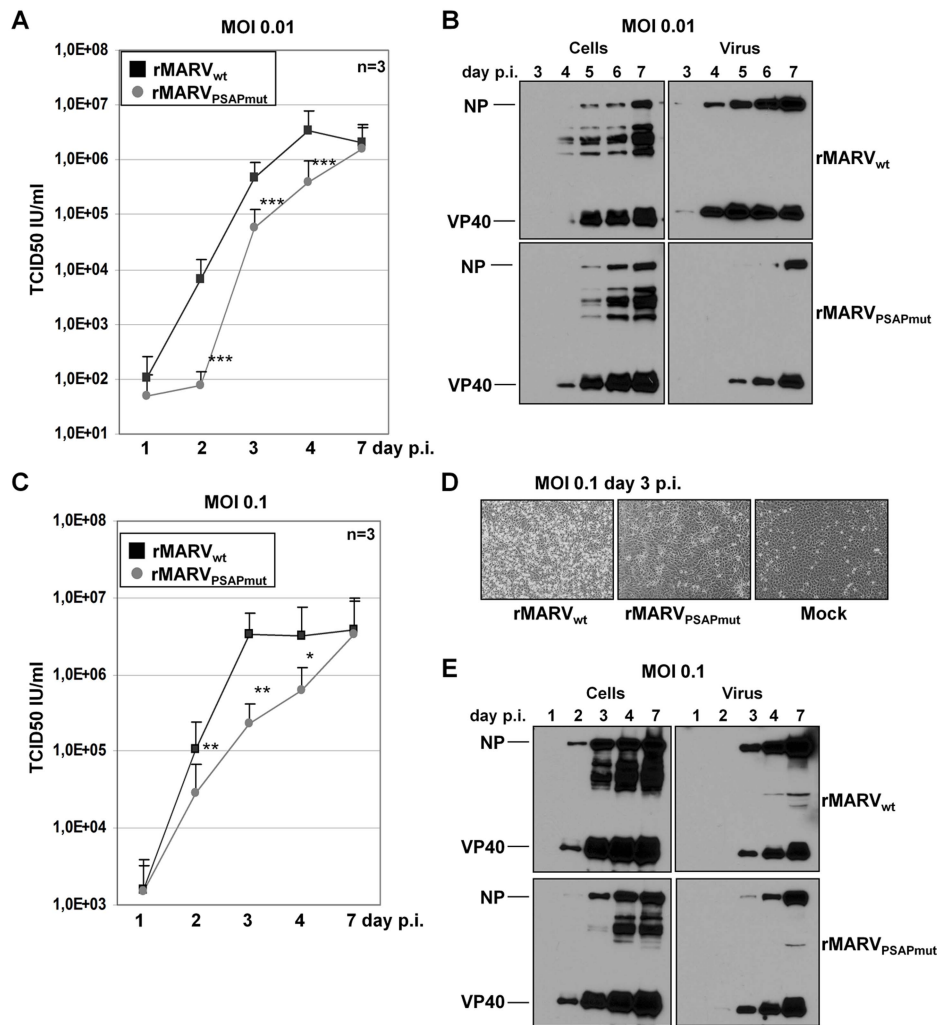 A
MOI 0.01
1,0E+08
1,0E+07
1,0E+06
1,0E+05
1,0E+04
1,0E+03
1,0E+02
1,0E+01
TCID50 IU/ml
rMARVwt
rMARVPSAPmut
n=3
***
***
***
1 2 3 4 7 day p.i.
B
MOI 0.01
Cells Virus
day p.i. 3 4 5 6 7 3 4 5 6 7
NP
VP40
rMARVwt
NP
VP40
rMARVPSAPmut
C
MOI 0.1
1,0E+08
1,0E+07
1,0E+06
1,0E+05
1,0E+04
1,0E+03
TCID50 IU/ml
rMARVwt
rMARVPSAPmut
n=3
**
**
*
1 2 3 4 7 day p.i.
D
MOI 0.1 day 3 p.i.
rMARVwt rMARVPSAPmut Mock
E
MOI 0.1
Cells Virus
day p.i. 1 2 3 4 7 1 2 3 4 7
NP
VP40
rMARVwt
NP
VP40
rMARVPSAPmut